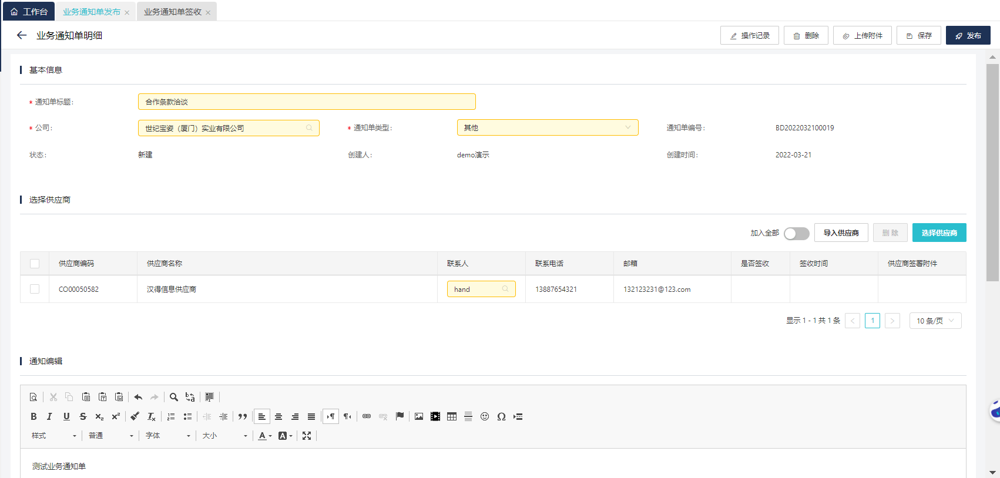 工作台 业务通知单发布 × 业务通知单签收 ×
业务通知单明细 操作记录 删除 上传附件 保存 发布
基本信息
* 通知单标题: 合作条款洽谈
* 公司: 世纪宝姿（厦门）实业有限公司 * 通知单类型: 其他 通知单编号: BD2022032100019
状态: 新建 创建人: demo演示 创建时间: 2022-03-21
选择供应商
加入全部 导入供应商 删除 选择供应商
供应商编码 供应商名称 联系人 联系电话 邮箱 是否签收 签收时间 供应商签署附件
CO00050582 汉得信息供应商 hand 13887654321 132123231@123.com
显示 1 - 1 共 1 条 < 1 > 10 条/页
通知编辑
样式 普通 字体 大小
测试业务通知单